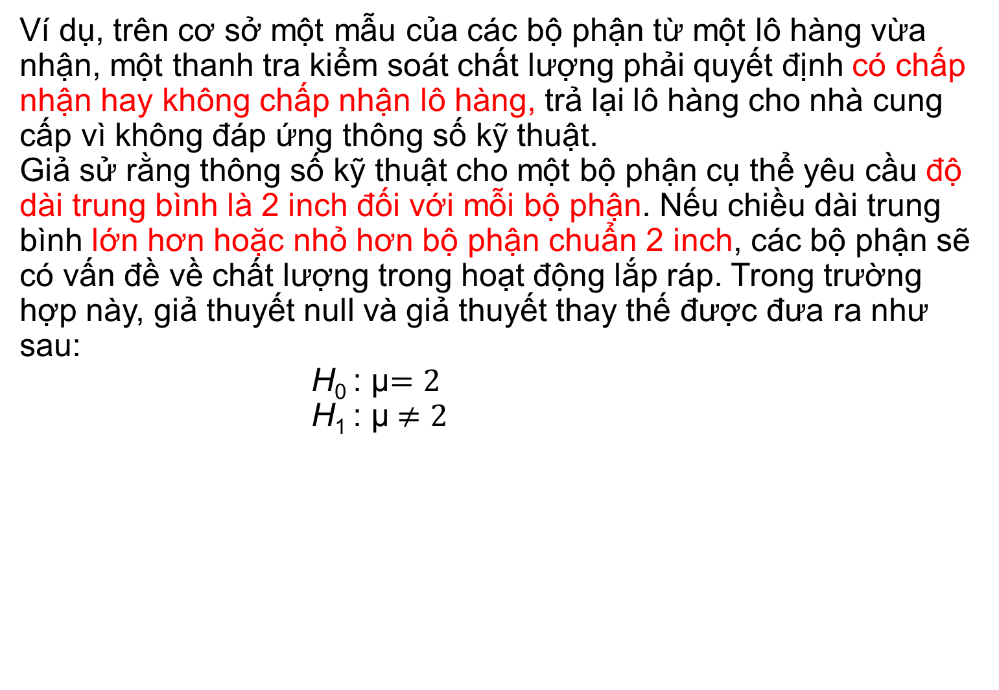 Ví dụ, trên cơ sở một mẫu của các bộ phận từ một lô hàng vừa
nhận, một thanh tra kiểm soát chất lượng phải quyết định có chấp
nhận hay không chấp nhận lô hàng, trả lại lô hàng cho nhà cung
cấp vì không đáp ứng thông số kỹ thuật.
Giả sử rằng thông số kỹ thuật cho một bộ phận cụ thể yêu cầu độ
dài trung bình là 2 inch đối với mỗi bộ phận. Nếu chiều dài trung
bình lớn hơn hoặc nhỏ hơn bộ phận chuẩn 2 inch, các bộ phận sẽ
có vấn đề về chất lượng trong hoạt động lắp ráp. Trong trường
hợp này, giả thuyết null và giả thuyết thay thế được đưa ra như
sau:
H₀ : μ= 2
H₁ : μ ≠ 2